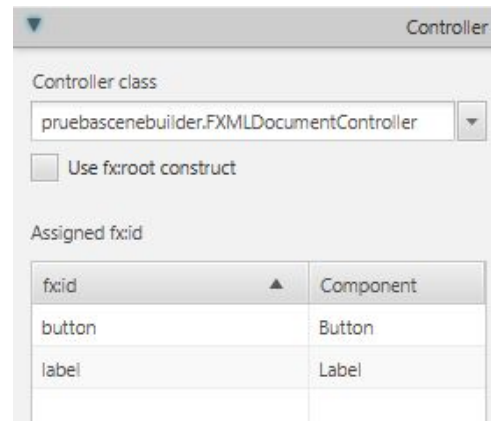 Controller
Controller class
pruebascenebuilder.FXMLDocumentController
Use fx:root construct
Assigned fx:id
fx:id Component
button Button
label Label